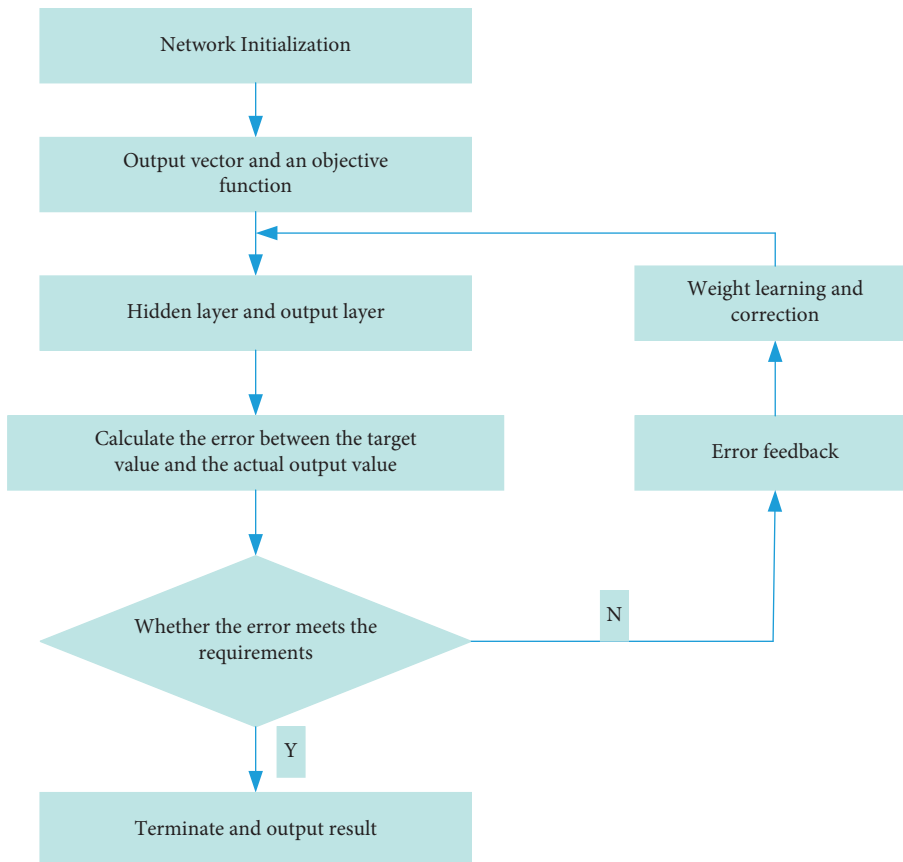 Network Initialization
Output vector and an objective
function
Hidden layer and output layer
Weight learning and
correction
Calculate the error between the target
value and the actual output value
Error feedback
Whether the error meets the
requirements
N
Y
Terminate and output result